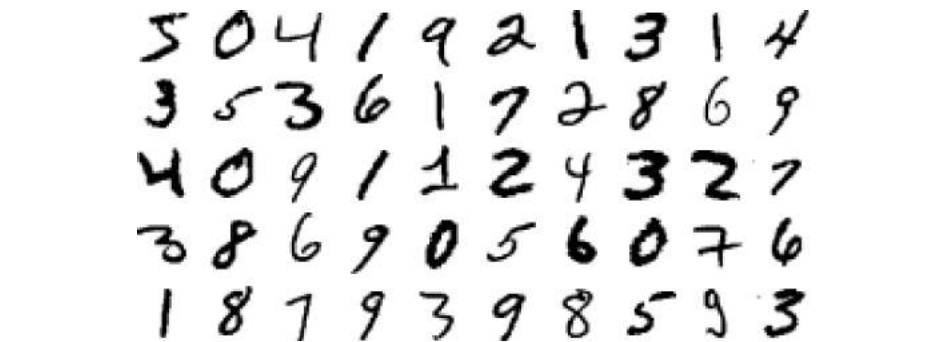 5 0 4 1 9 2 1 3 1 4
3 5 3 6 1 7 2 8 6 9
4 0 9 1 1 2 4 3 2 7
3 8 6 9 0 5 6 0 7 6
1 8 7 9 3 9 8 5 9 3